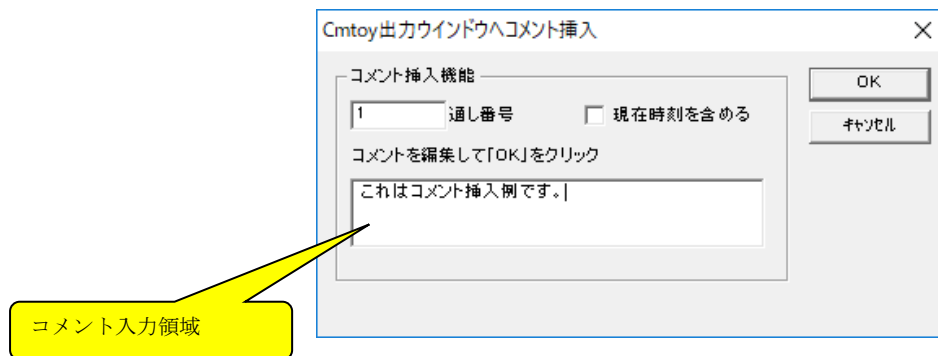 Cmtoy出力ウインドウへコメント挿入
コメント挿入機能
1 通し番号 現在時刻を含める
コメントを編集して「OK」をクリック
これはコメント挿入例です。
OK
キャンセル
コメント入力領域